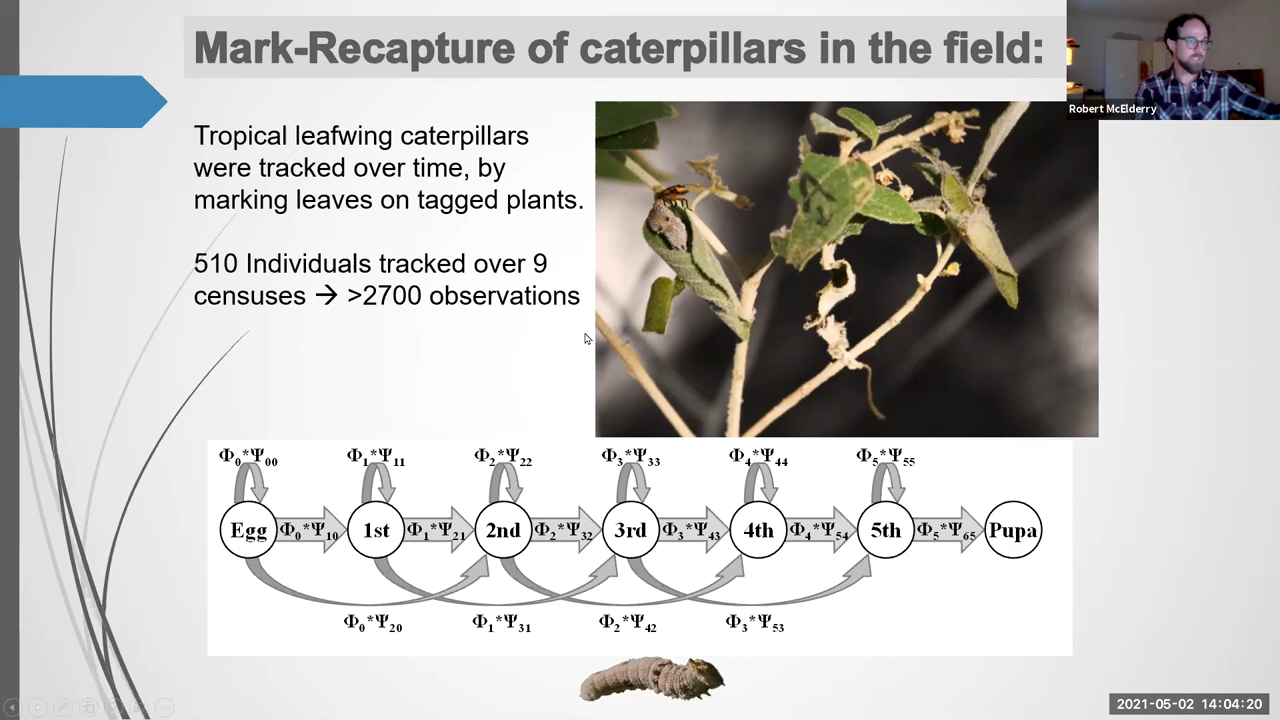 Mark-Recapture of caterpillars in the field:
Robert McElderry
Tropical leafwing caterpillars
were tracked over time, by
marking leaves on tagged plants.
510 Individuals tracked over 9
censuses → >2700 observations
Φ0*Ψ00 Φ1*Ψ11 Φ2*Ψ22 Φ3*Ψ33 Φ4*Ψ44 Φ5*Ψ55
Egg Φ0*Ψ10 1st Φ1*Ψ21 2nd Φ2*Ψ32 3rd Φ3*Ψ43 4th Φ4*Ψ54 5th Φ5*Ψ65 Pupa
Φ0*Ψ20 Φ1*Ψ31 Φ2*Ψ42 Φ3*Ψ53
2021-05-02 14:04:20